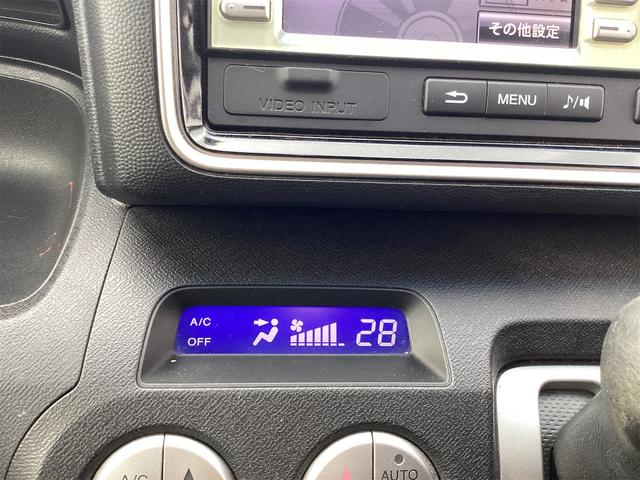 その他設定
VIDEO INPUT
MENU
A/C
OFF
28
A/C
AUTO